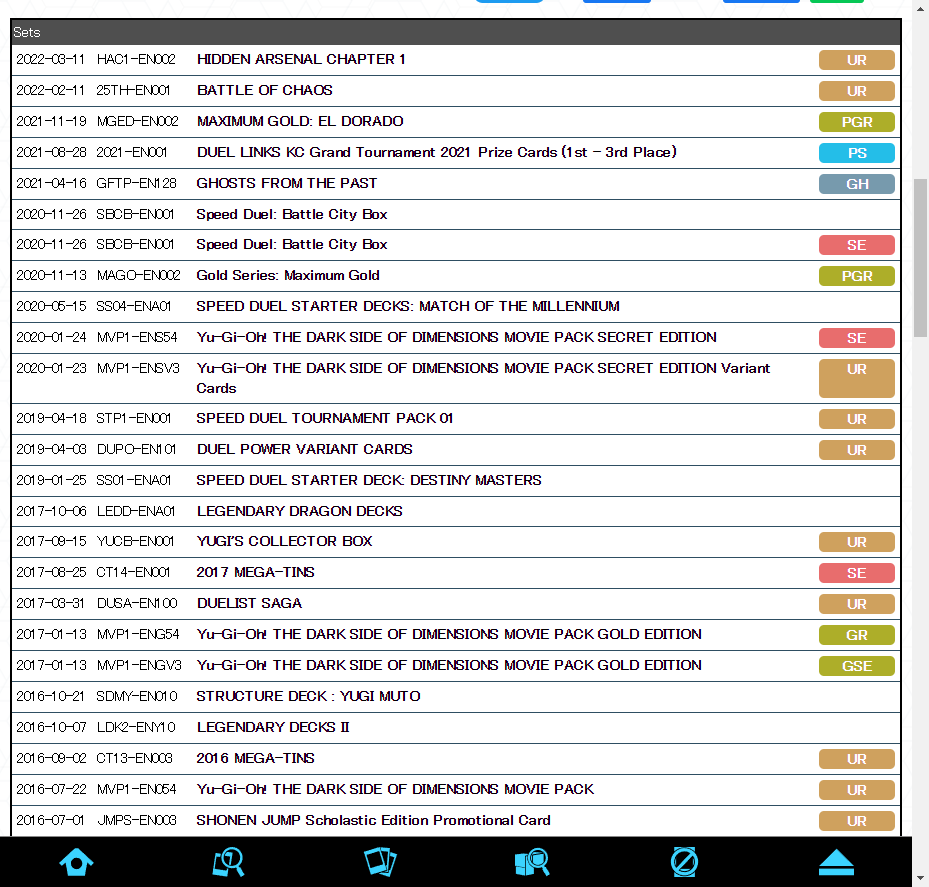 Sets
2022-03-11 HAC1-EN002 HIDDEN ARSENAL CHAPTER 1 UR
2022-02-11 25TH-EN001 BATTLE OF CHAOS UR
2021-11-19 MGED-EN002 MAXIMUM GOLD: EL DORADO PGR
2021-08-28 2021-EN001 DUEL LINKS KC Grand Tournament 2021 Prize Cards (1st - 3rd Place) PS
2021-04-16 GFTP-EN128 GHOSTS FROM THE PAST GH
2020-11-26 SBCB-EN001 Speed Duel: Battle City Box
2020-11-26 SBCB-EN001 Speed Duel: Battle City Box SE
2020-11-13 MAGO-EN002 Gold Series: Maximum Gold PGR
2020-05-15 SS04-ENA01 SPEED DUEL STARTER DECKS: MATCH OF THE MILLENNIUM
2020-01-24 MVP1-ENS54 Yu-Gi-Oh! THE DARK SIDE OF DIMENSIONS MOVIE PACK SECRET EDITION SE
2020-01-23 MVP1-ENSV3 Yu-Gi-Oh! THE DARK SIDE OF DIMENSIONS MOVIE PACK SECRET EDITION Variant UR
Cards
2019-04-18 STP1-EN001 SPEED DUEL TOURNAMENT PACK 01 UR
2019-04-03 DUPO-EN101 DUEL POWER VARIANT CARDS UR
2019-01-25 SS01-ENA01 SPEED DUEL STARTER DECK: DESTINY MASTERS
2017-10-06 LEDD-ENA01 LEGENDARY DRAGON DECKS
2017-09-15 YUCB-EN001 YUGI'S COLLECTOR BOX UR
2017-08-25 CT14-EN001 2017 MEGA-TINS SE
2017-03-31 DUSA-EN100 DUELIST SAGA UR
2017-01-13 MVP1-ENG54 Yu-Gi-Oh! THE DARK SIDE OF DIMENSIONS MOVIE PACK GOLD EDITION GR
2017-01-13 MVP1-ENGV3 Yu-Gi-Oh! THE DARK SIDE OF DIMENSIONS MOVIE PACK GOLD EDITION GSE
2016-10-21 SDMY-EN010 STRUCTURE DECK : YUGI MUTO
2016-10-07 LDK2-ENY10 LEGENDARY DECKS II
2016-09-02 CT13-EN003 2016 MEGA-TINS UR
2016-07-22 MVP1-EN054 Yu-Gi-Oh! THE DARK SIDE OF DIMENSIONS MOVIE PACK UR
2016-07-01 JMPS-EN003 SHONEN JUMP Scholastic Edition Promotional Card UR